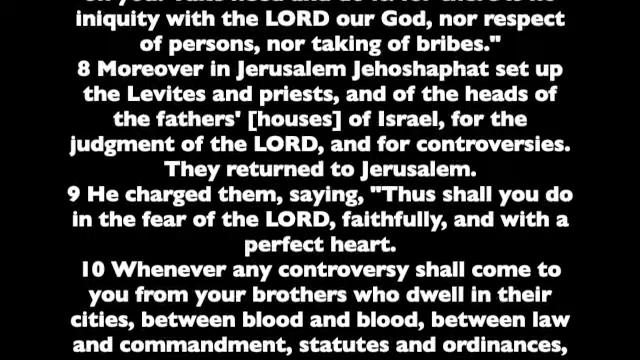 iniquity with the LORD our God, nor respect
of persons, nor taking of bribes."
8 Moreover in Jerusalem Jehoshaphat set up
the Levites and priests, and of the heads of
the fathers' [houses] of Israel, for the
judgment of the LORD, and for controversies.
They returned to Jerusalem.
9 He charged them, saying, "Thus shall you do
in the fear of the LORD, faithfully, and with a
perfect heart.
10 Whenever any controversy shall come to
you from your brothers who dwell in their
cities, between blood and blood, between law
and commandment, statutes and ordinances,